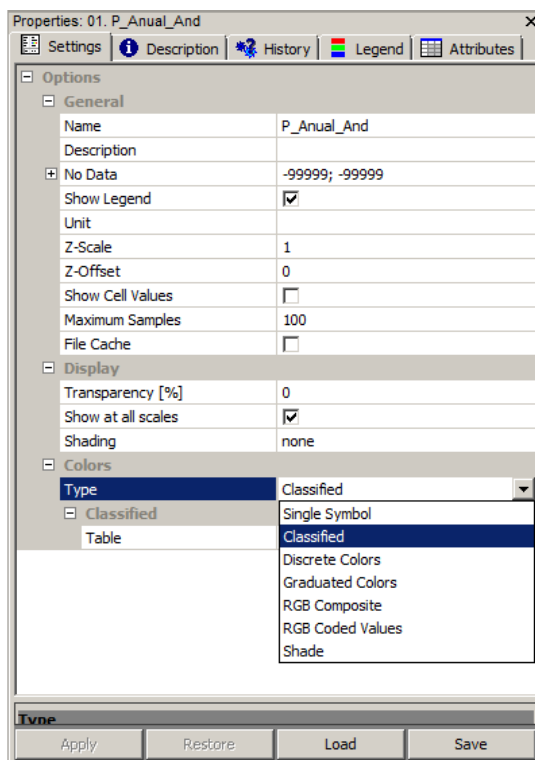 Properties: 01. P_Anual_And
Settings Description History Legend Attributes
Options
General
Name P_Anual_And
Description
No Data -99999; -99999
Show Legend
Unit
Z-Scale 1
Z-Offset 0
Show Cell Values
Maximum Samples 100
File Cache
Display
Transparency [%] 0
Show at all scales
Shading none
Colors
Type Classified
Classified Single Symbol
Classified
Table Discrete Colors
Graduated Colors
RGB Composite
RGB Coded Values
Shade
Type
Apply Restore Load Save